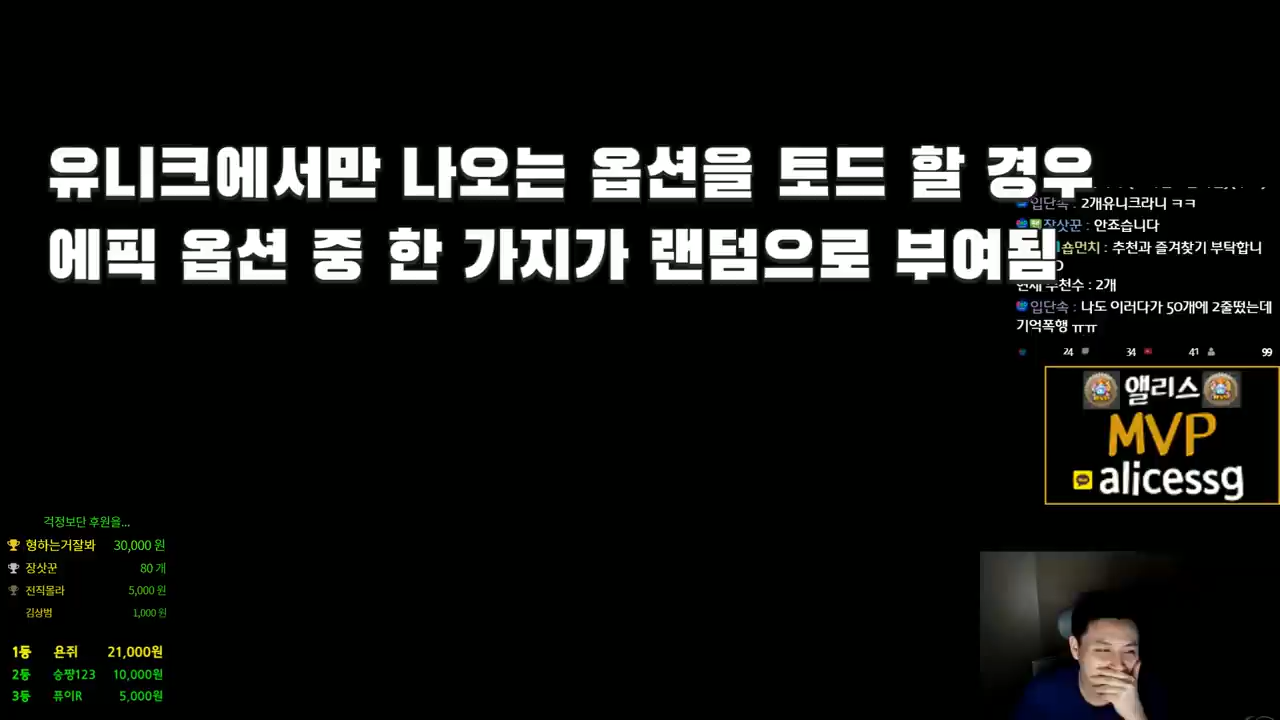 유니크에서만 나오는 옵션을 토드 할 경우
에픽 옵션 중 한 가지가 랜덤으로 부여됨
입단속 : 2개유니크라니 ㅋㅋ
장삿꾼 : 안죠습니다
숍먼치 : 추천과 즐겨찾기 부탁합니
현재 추천수 : 2개
입단속 : 나도 이러다가 50개에 2줄떴는데
기억폭행 ㅠㅠ
24 34 41 99
앨리스
MVP
alicessg
걱정보단 후원을...
형하는거잘봐 30,000 원
장삿꾼 80 개
전직몰라 5,000 원
김상범 1,000 원
1등 욘쥐 21,000원
2등 승짱123 10,000원
3등 퓨이R 5,000원